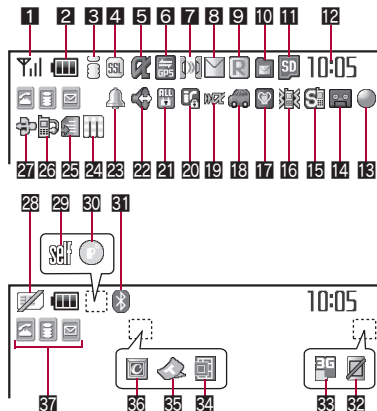 1 2 3 4 5 6 7 8 9 10 11 12
SSL α GPS R SD 10:05
ALL
27 26 25 24 23 22 21 20 19 18 17 16 15 14 13
28 29 30 31
self P
10:05
3G
37 36 35 34 33 32